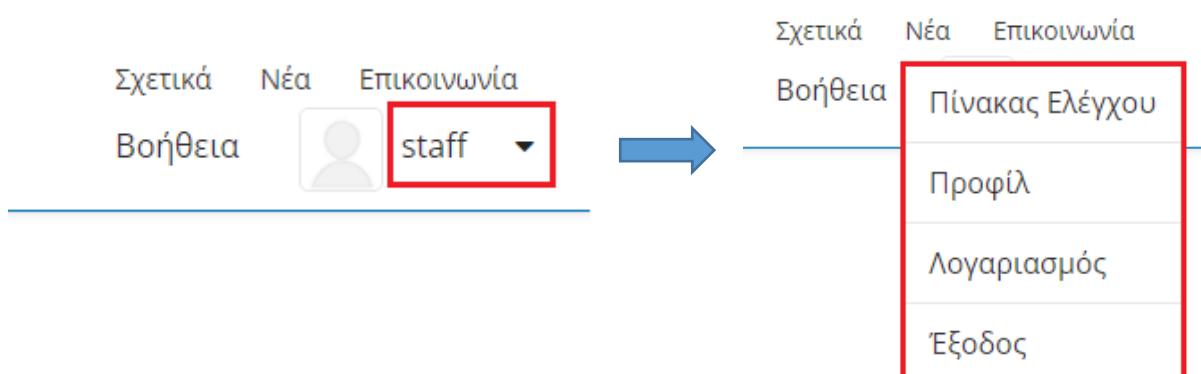 Σχετικά Νέα Επικοινωνία
Βοήθεια staff
Σχετικά Νέα Επικοινωνία
Βοήθεια
Πίνακας Ελέγχου
Προφίλ
Λογαριασμός
Έξοδος